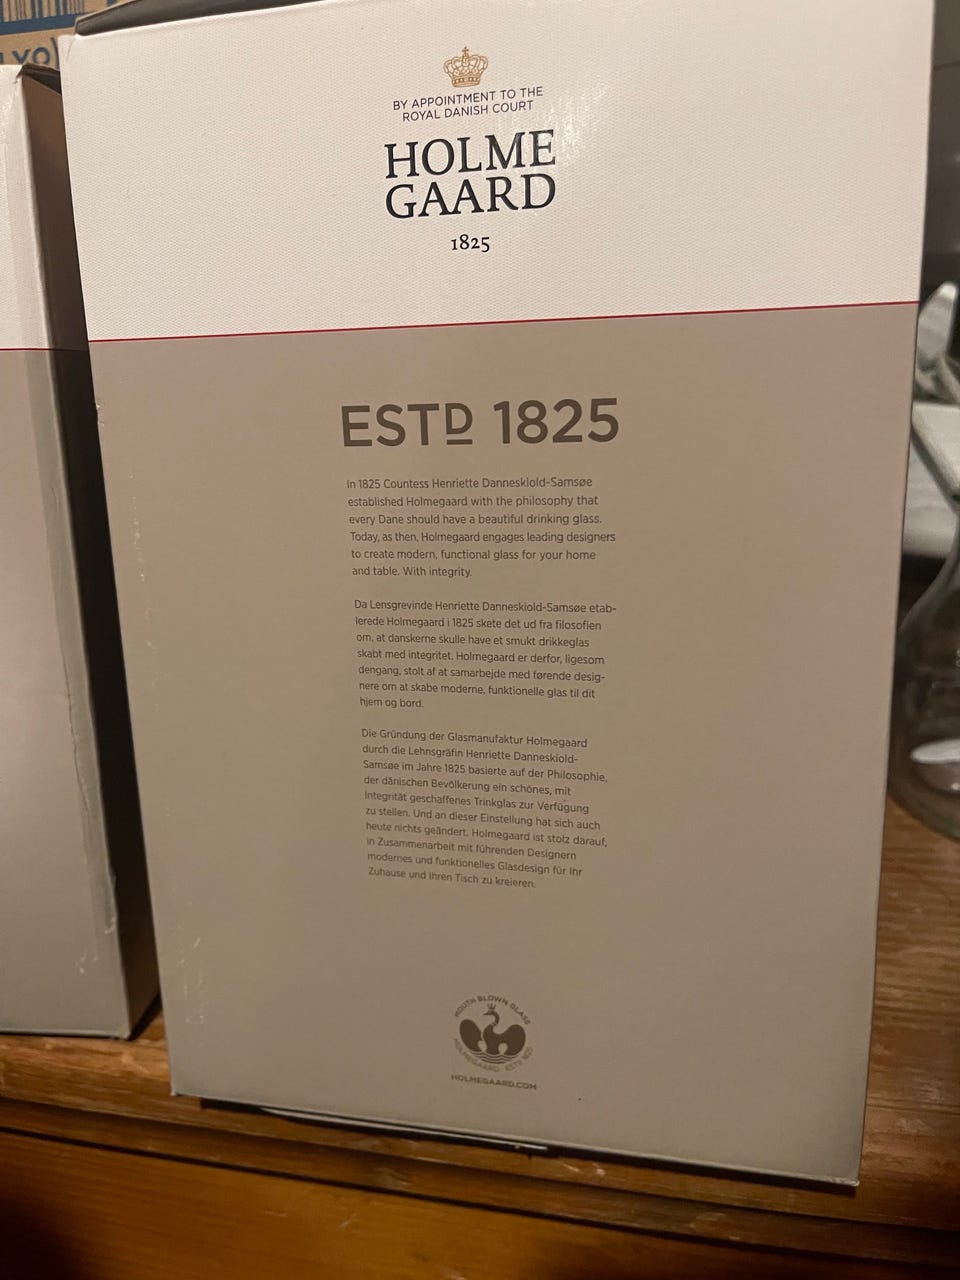 BY APPOINTMENT TO THE
ROYAL DANISH COURT
HOLME
GAARD
1825
ESTD 1825
In 1825 Countess Henriette Danneskiold-Samsøe
established Holmegaard with the philosophy that
every Dane should have a beautiful drinking glass.
Today, as then, Holmegaard engages leading designers
to create modern, functional glass for your home
and table. With integrity.
Da Lensgrevinde Henriette Danneskiold-Samsøe etab-
lerede Holmegaard i 1825 skete det ud fra filosofien
om, at danskerne skulle have et smukt drikkeglas
skabt med integritet. Holmegaard er derfor, ligesom
dengang, stolt af at samarbejde med førende desig-
nere om at skabe moderne, funktionelle glas til dit
hjem og bord.
Die Gründung der Glasmanufaktur Holmegaard
durch die Lehnsgräfin Henriette Danneskiold-
Samsøe im Jahre 1825 basierte auf der Philosophie,
der dänischen Bevölkerung ein schönes, mit
Integrität geschaffenes Trinkglas zur Verfügung
zu stellen. Und an dieser Einstellung hat sich auch
heute nichts geändert. Holmegaard ist stolz darauf,
in Zusammenarbeit mit führenden Designern
modernes und funktionelles Glasdesign für Ihr
Zuhause und Ihren Tisch zu kreieren.
MOUTH BLOWN GLASS
HOLMEGAARD ESTD 1825
HOLMEGAARD.COM